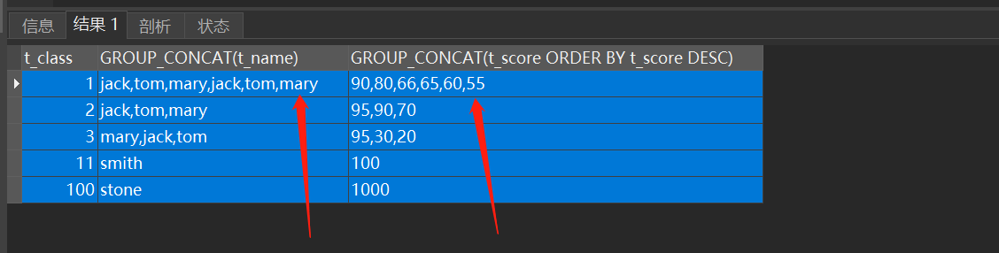 信息 结果 1 剖析 状态
t_class GROUP_CONCAT(t_name) GROUP_CONCAT(t_score ORDER BY t_score DESC)
1 jack,tom,mary,jack,tom,mary 90,80,66,65,60,55
2 jack,tom,mary 95,90,70
3 mary,jack,tom 95,30,20
11 smith 100
100 stone 1000